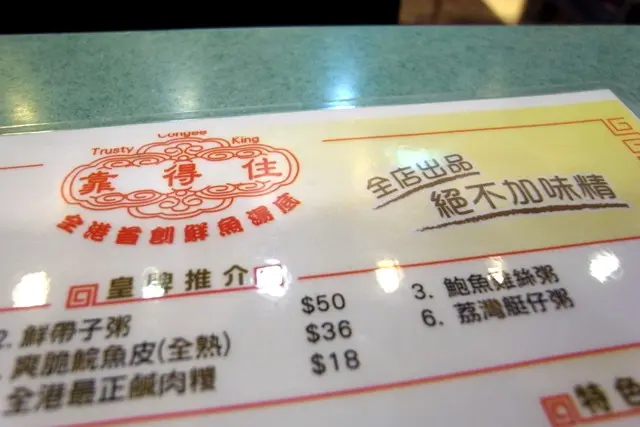 Trusty Congee King
靠得住
全港首創鮮魚湯底
全店出品
絕不加味精
皇牌推介
2. 鮮帶子粥 $50
爽脆鯇魚皮(全熟) $36
全港最正鹹肉糭 $18
3. 鮑魚雞絲粥
6. 荔灣艇仔粥
特色